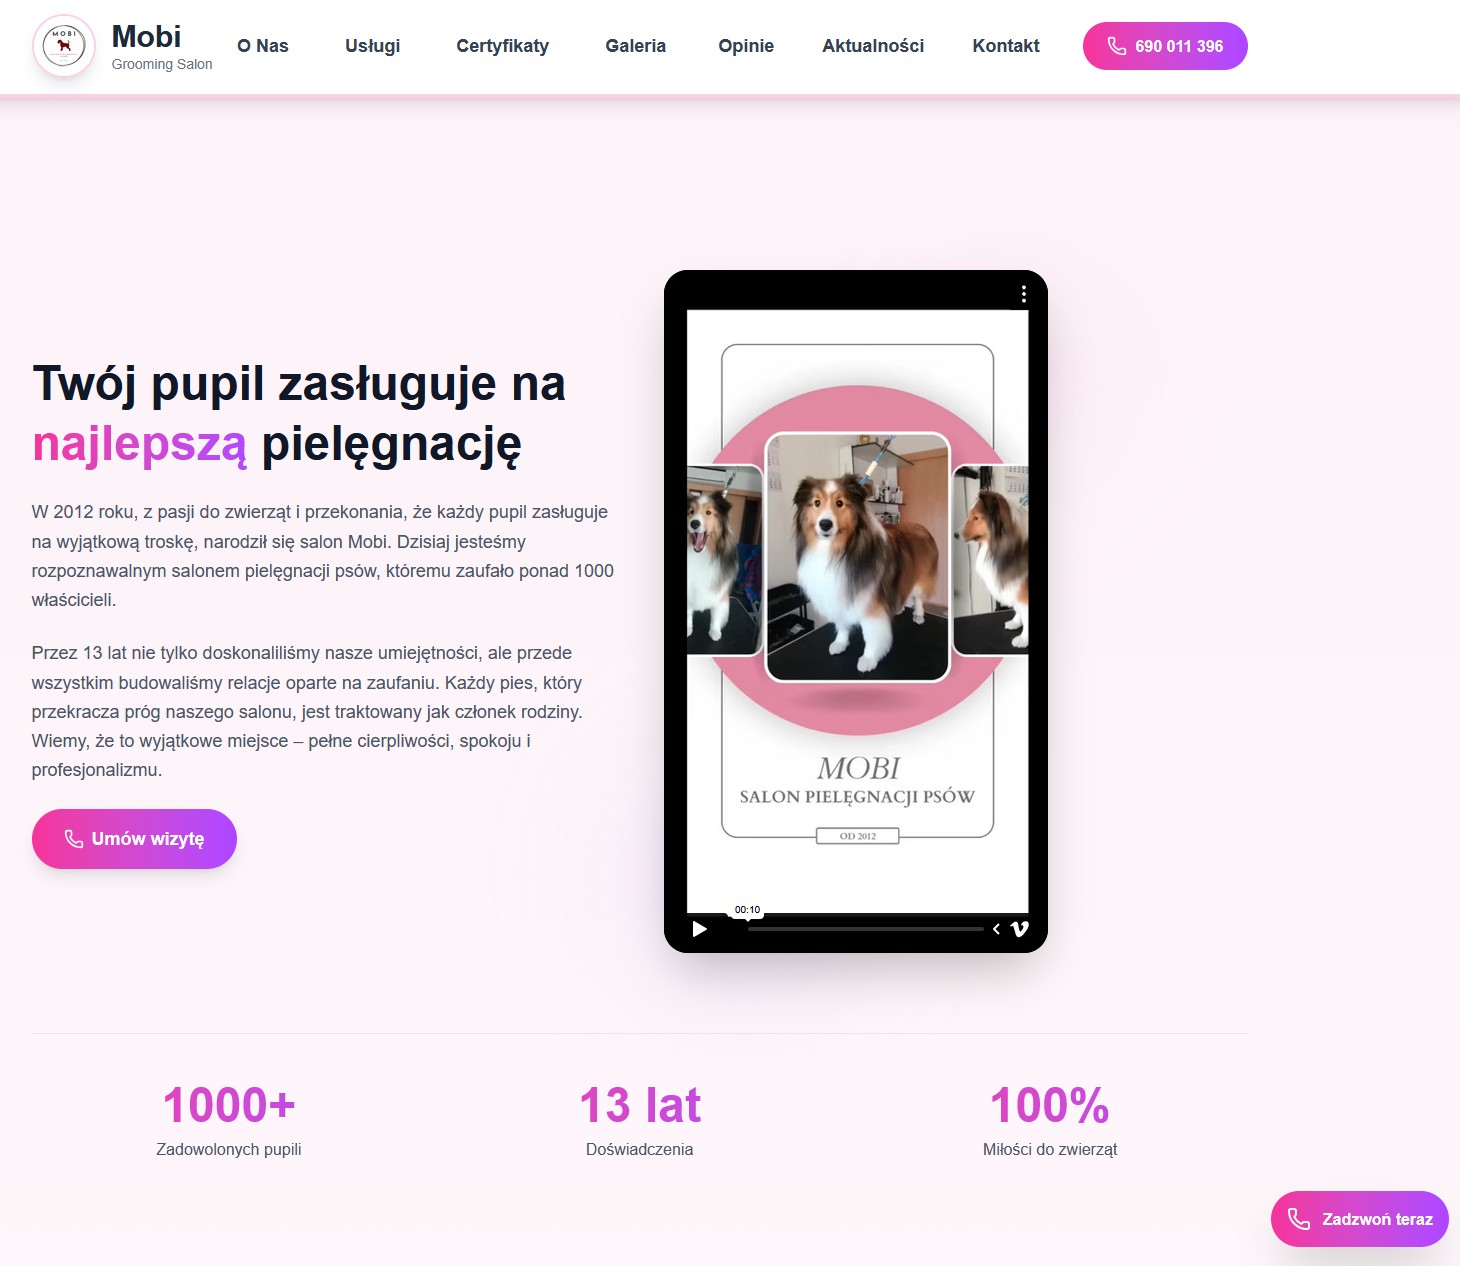 MOBI
Mobi
Grooming Salon
O Nas
Usługi
Certyfikaty
Galeria
Opinie
Aktualności
Kontakt
690 011 396
Twój pupil zasługuje na
najlepszą pielęgnację
W 2012 roku, z pasji do zwierząt i przekonania, że każdy pupil zasługuje
na wyjątkową troskę, narodził się salon Mobi. Dzisiaj jesteśmy
rozpoznawalnym salonem pielęgnacji psów, któremu zaufało ponad 1000
właścicieli.
Przez 13 lat nie tylko doskonaliliśmy nasze umiejętności, ale przede
wszystkim budowaliśmy relacje oparte na zaufaniu. Każdy pies, który
przekracza próg naszego salonu, jest traktowany jak członek rodziny.
Wiemy, że to wyjątkowe miejsce – pełne cierpliwości, spokoju i
profesjonalizmu.
Umów wizytę
MOBI
SALON PIELĘGNACJI PSÓW
OD 2012
00:10
1000+
Zadowolonych pupili
13 lat
Doświadczenia
100%
Miłości do zwierząt
Zadzwoń teraz